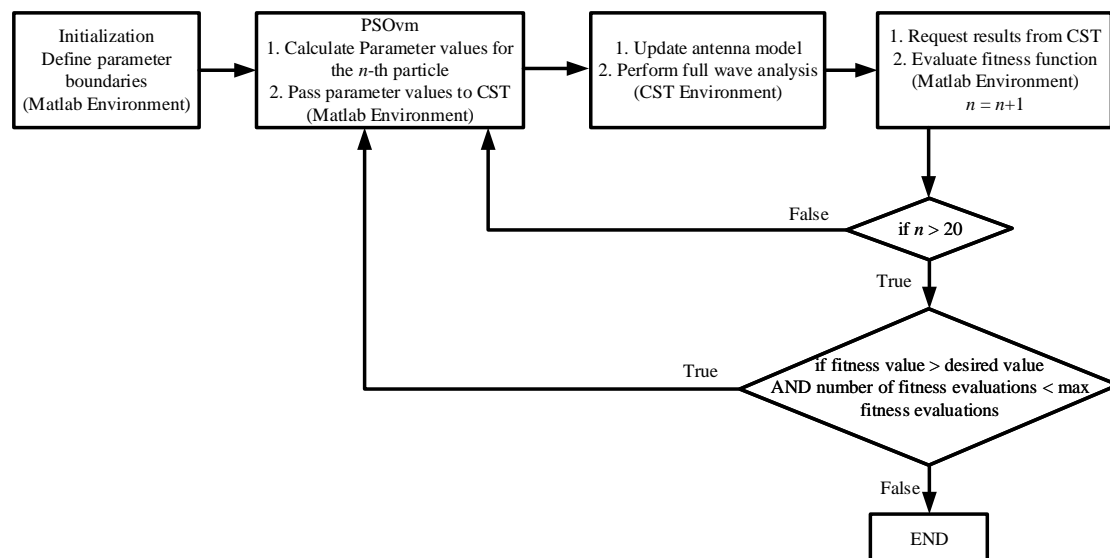 Initialization
Define parameter
boundaries
(Matlab Environment)
PSOvm
1. Calculate Parameter values for
the n-th particle
2. Pass parameter values to CST
(Matlab Environment)
1. Update antenna model
2. Perform full wave analysis
(CST Environment)
1. Request results from CST
2. Evaluate fitness function
(Matlab Environment)
n = n+1
False
if n > 20
True
True
if fitness value > desired value
AND number of fitness evaluations < max
fitness evaluations
False
END